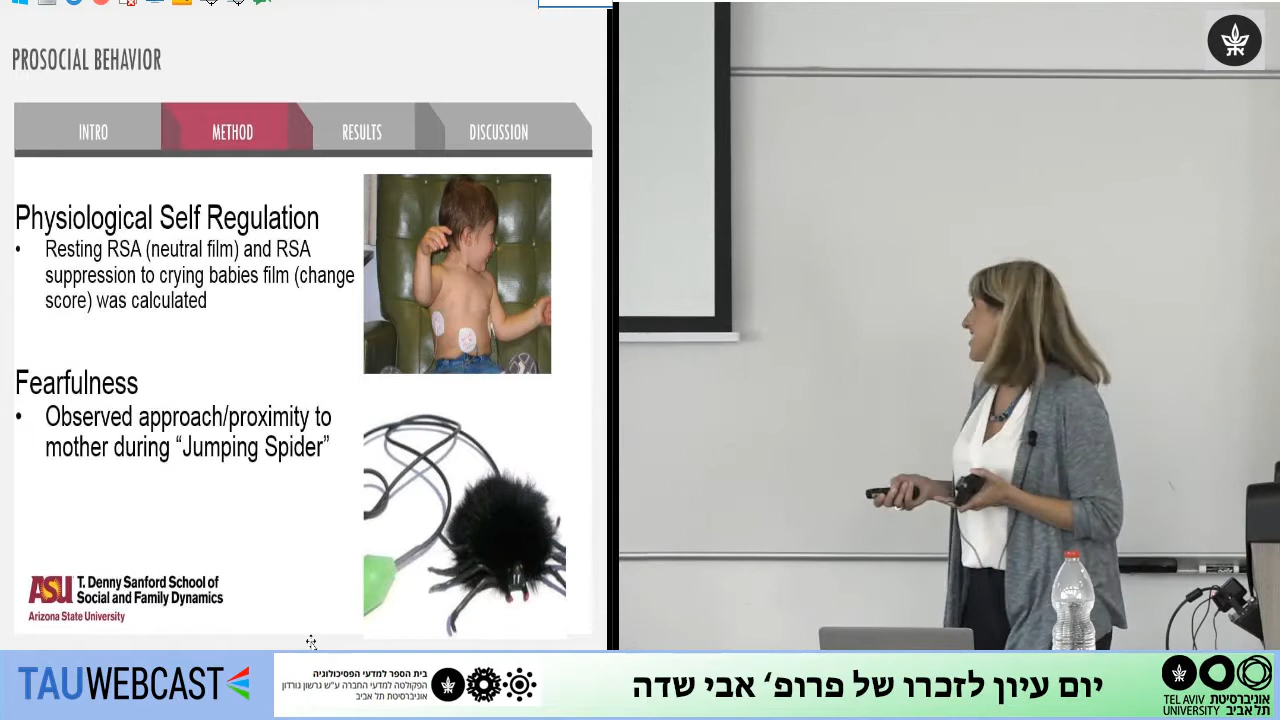 PROSOCIAL BEHAVIOR
INTRO
METHOD
RESULTS
DISCUSSION
Physiological Self Regulation
• Resting RSA (neutral film) and RSA
suppression to crying babies film (change
score) was calculated
Fearfulness
• Observed approach/proximity to
mother during “Jumping Spider”
ASU
T. Denny Sanford School of
Social and Family Dynamics
Arizona State University
TAUWEBCAST
בית הספר למדעי הפסיכולוגיה
הפקולטה למדעי החברה ע"ש גרשון גורדון
אוניברסיטת תל אביב
יום עיון לזכרו של פרופ׳ אבי שדה
TEL AVIV
UNIVERSITY
אוניברסיטת
תל אביב